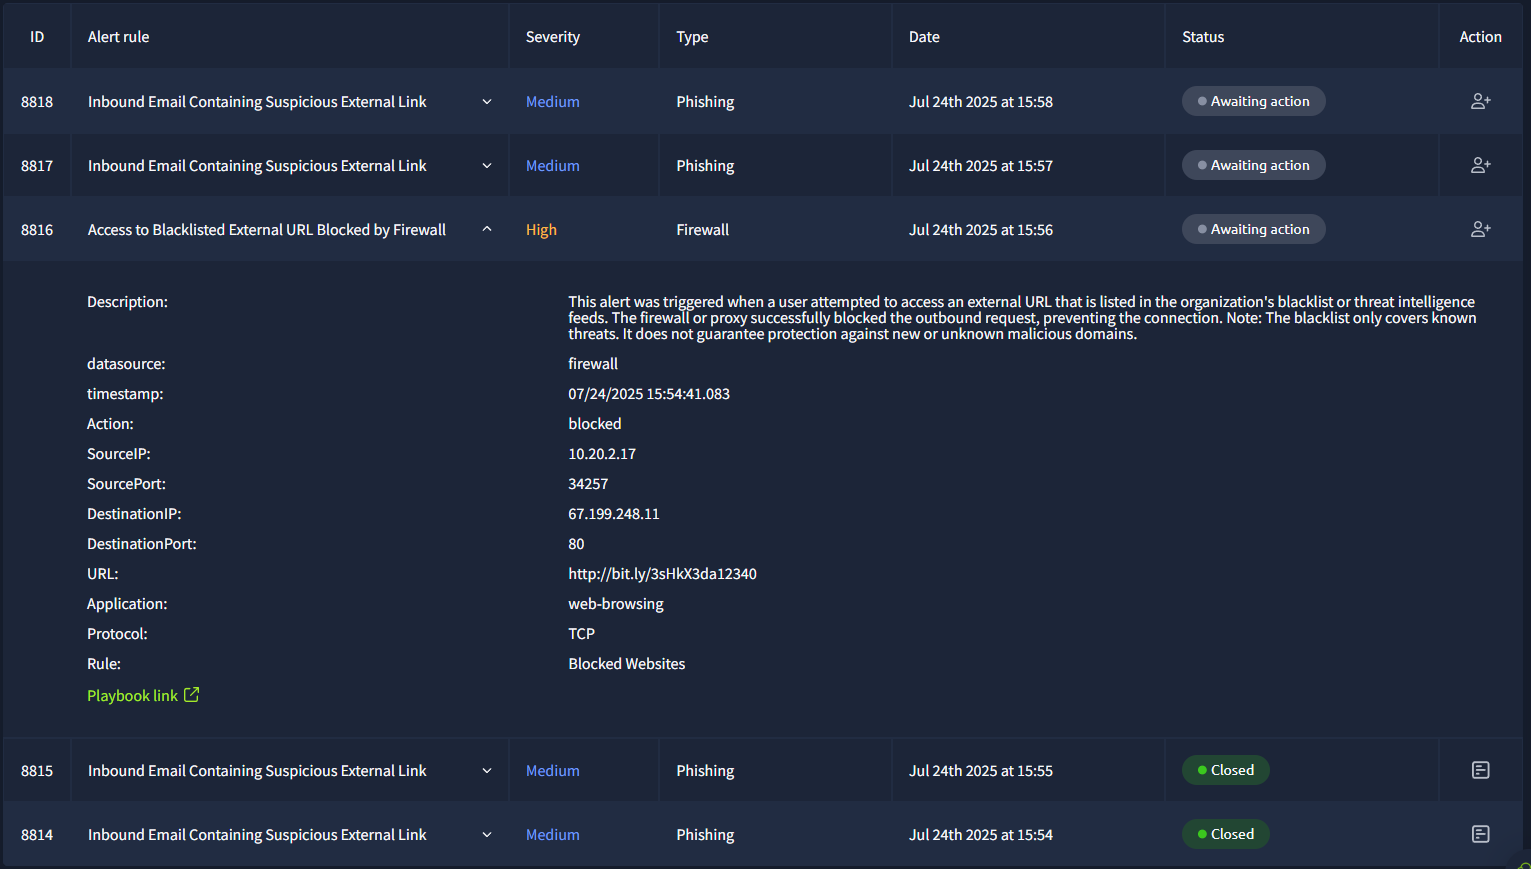 ID Alert rule Severity Type Date Status Action
8818 Inbound Email Containing Suspicious External Link Medium Phishing Jul 24th 2025 at 15:58 Awaiting action
8817 Inbound Email Containing Suspicious External Link Medium Phishing Jul 24th 2025 at 15:57 Awaiting action
8816 Access to Blacklisted External URL Blocked by Firewall High Firewall Jul 24th 2025 at 15:56 Awaiting action
Description: This alert was triggered when a user attempted to access an external URL that is listed in the organization's blacklist or threat intelligence
feeds. The firewall or proxy successfully blocked the outbound request, preventing the connection. Note: The blacklist only covers known
threats. It does not guarantee protection against new or unknown malicious domains.
datasource: firewall
timestamp: 07/24/2025 15:54:41.083
Action: blocked
SourceIP: 10.20.2.17
SourcePort: 34257
DestinationIP: 67.199.248.11
DestinationPort: 80
URL: http://bit.ly/3sHkX3da12340
Application: web-browsing
Protocol: TCP
Rule: Blocked Websites
Playbook link
8815 Inbound Email Containing Suspicious External Link Medium Phishing Jul 24th 2025 at 15:55 Closed
8814 Inbound Email Containing Suspicious External Link Medium Phishing Jul 24th 2025 at 15:54 Closed